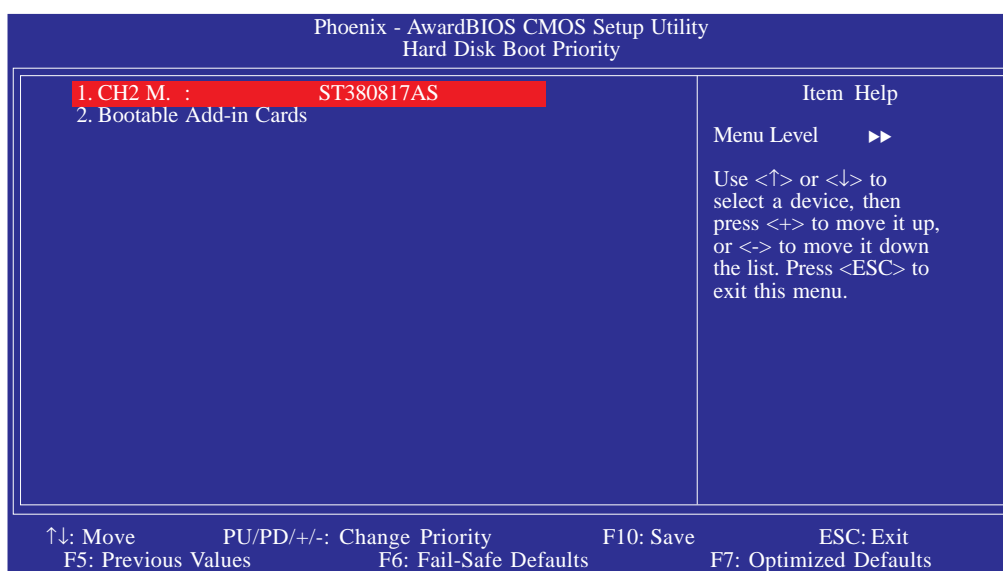 Phoenix - AwardBIOS CMOS Setup Utility
Hard Disk Boot Priority
1. CH2 M. : ST380817AS
2. Bootable Add-in Cards
Item Help
Menu Level ▸▸
Use <↑> or <↓> to
select a device, then
press <+> to move it up,
or <-> to move it down
the list. Press <ESC> to
exit this menu.
↑↓: Move PU/PD/+/-: Change Priority F10: Save ESC: Exit
F5: Previous Values F6: Fail-Safe Defaults F7: Optimized Defaults